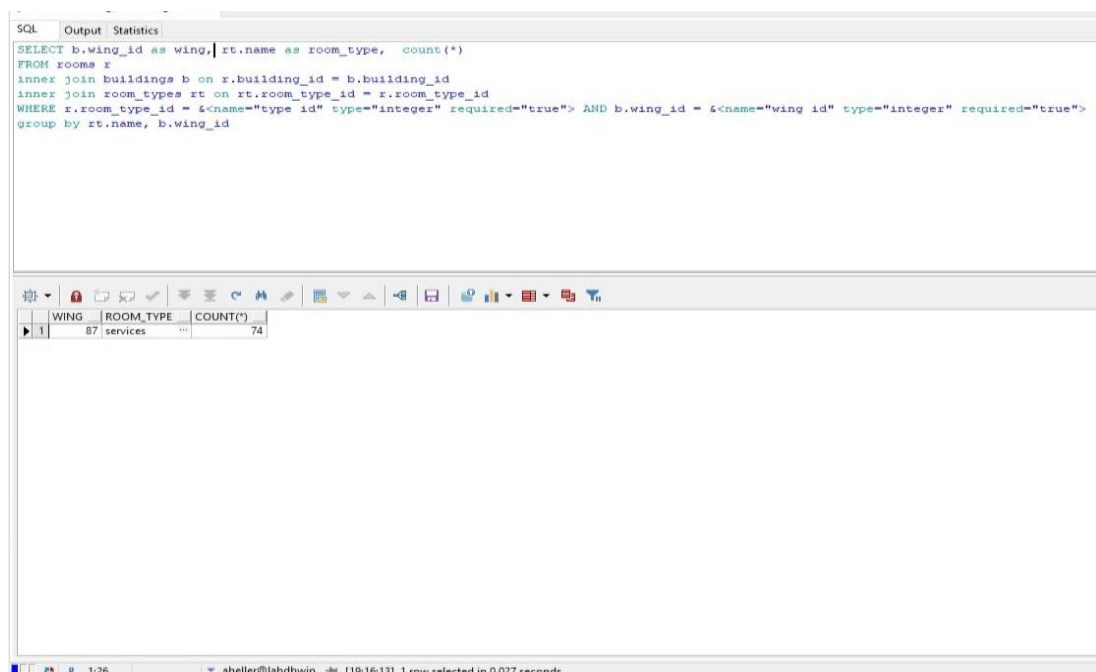 SQL Output Statistics
SELECT b.wing_id as wing, rt.name as room_type, count(*)
FROM rooms r
inner join buildings b on r.building_id = b.building_id
inner join room_types rt on rt.room_type_id = r.room_type_id
WHERE r.room_type_id = &<name="type id" type="integer" required="true"> AND b.wing_id = &<name="wing id" type="integer" required="true">
group by rt.name, b.wing_id
WING ROOM_TYPE COUNT(*)
1 87 services ... 74
1:26 abeller@labdbwin [19:16:13] 1 row selected in 0.027 seconds